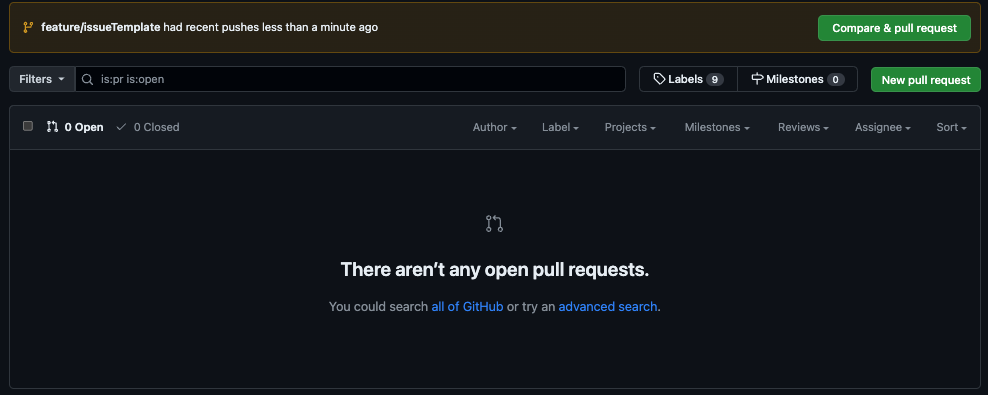 feature/issueTemplate had recent pushes less than a minute ago
Compare & pull request
Filters
is:pr is:open
Labels 9
Milestones 0
New pull request
0 Open
0 Closed
Author
Label
Projects
Milestones
Reviews
Assignee
Sort
There aren’t any open pull requests.
You could search all of GitHub or try an advanced search.